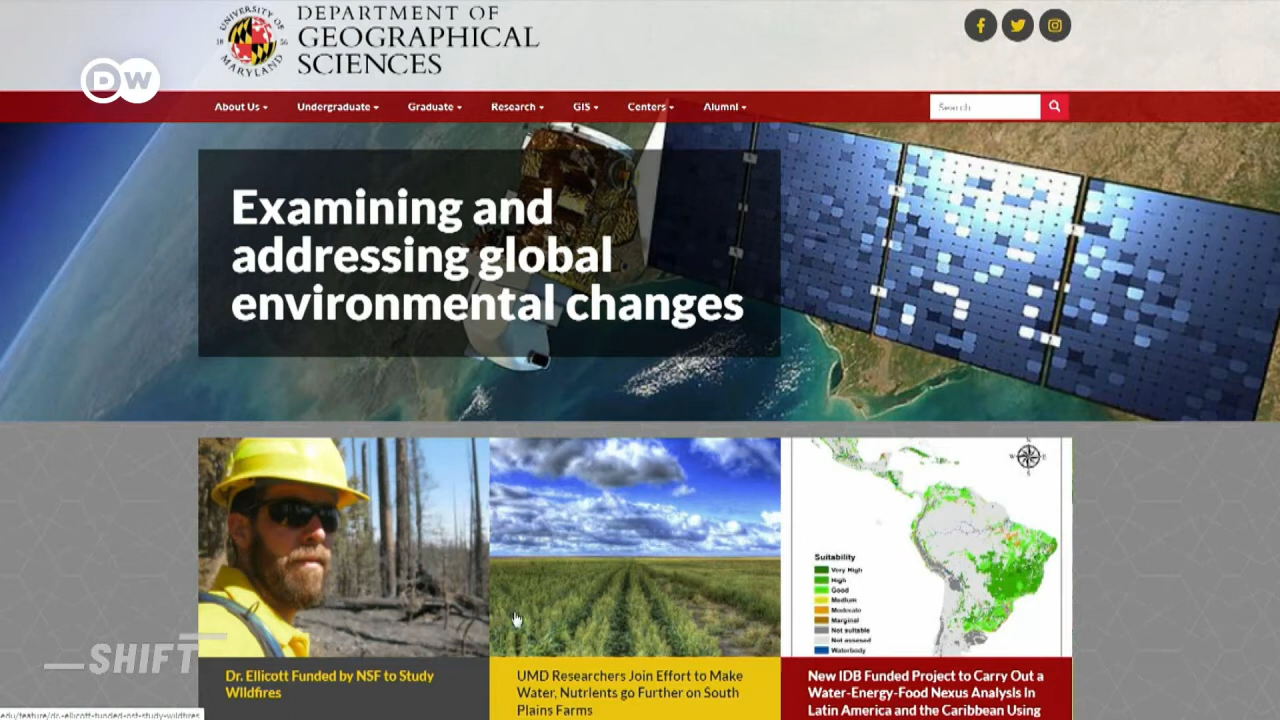 UNIVERSITY OF
MARYLAND
18 56
DEPARTMENT OF
GEOGRAPHICAL
SCIENCES
DW
About Us
Undergraduate
Graduate
Research
GIS
Centers
Alumni
Search
Examining and
addressing global
environmental changes
N
W E
Suitability
Very High
High
Good
Medium
Moderate
Marginal
Not suitable
Not assessed
Waterbody
SHIFT
Dr. Ellicott Funded by NSF to Study
Wildfires
UMD Researchers Join Effort to Make
Water, Nutrients go Further on South
Plains Farms
New IDB Funded Project to Carry Out a
Water-Energy-Food Nexus Analysis in
Latin America and the Caribbean Using
edu/feature/dr-ellicott-funded-nsf-study-wildfires